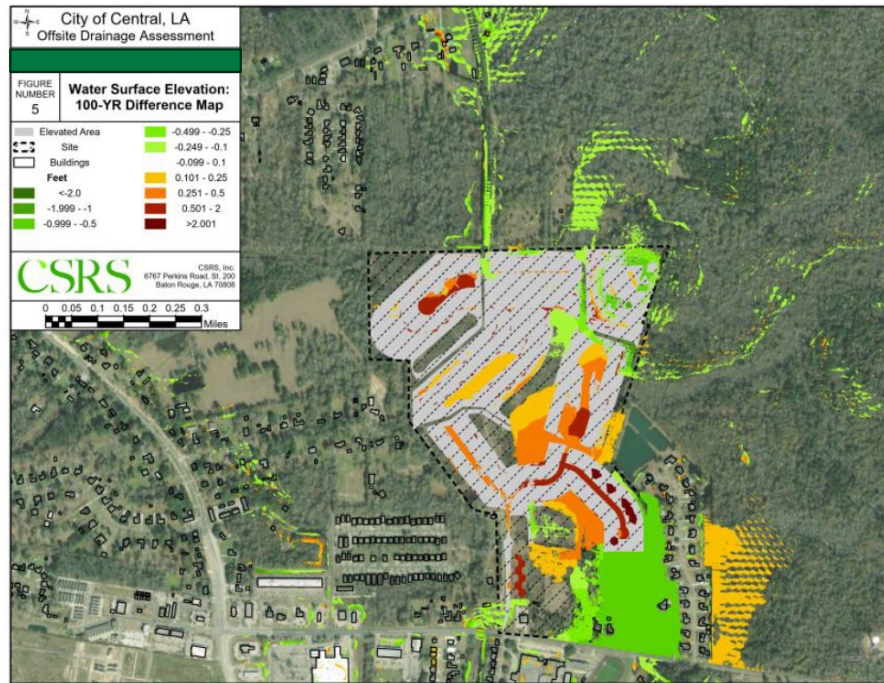 N
W E
S
City of Central, LA
Offsite Drainage Assessment
FIGURE
NUMBER
5
Water Surface Elevation:
100-YR Difference Map
Elevated Area
Site
Buildings
Feet
<-2.0
-1.999 - -1
-0.999 - -0.5
-0.499 - -0.25
-0.249 - -0.1
-0.099 - 0.1
0.101 - 0.25
0.251 - 0.5
0.501 - 2
>2.001
CSRS
CSRS, Inc.
6767 Perkins Road, St. 200
Baton Rouge, LA 70808
0 0.05 0.1 0.2 0.3
Miles